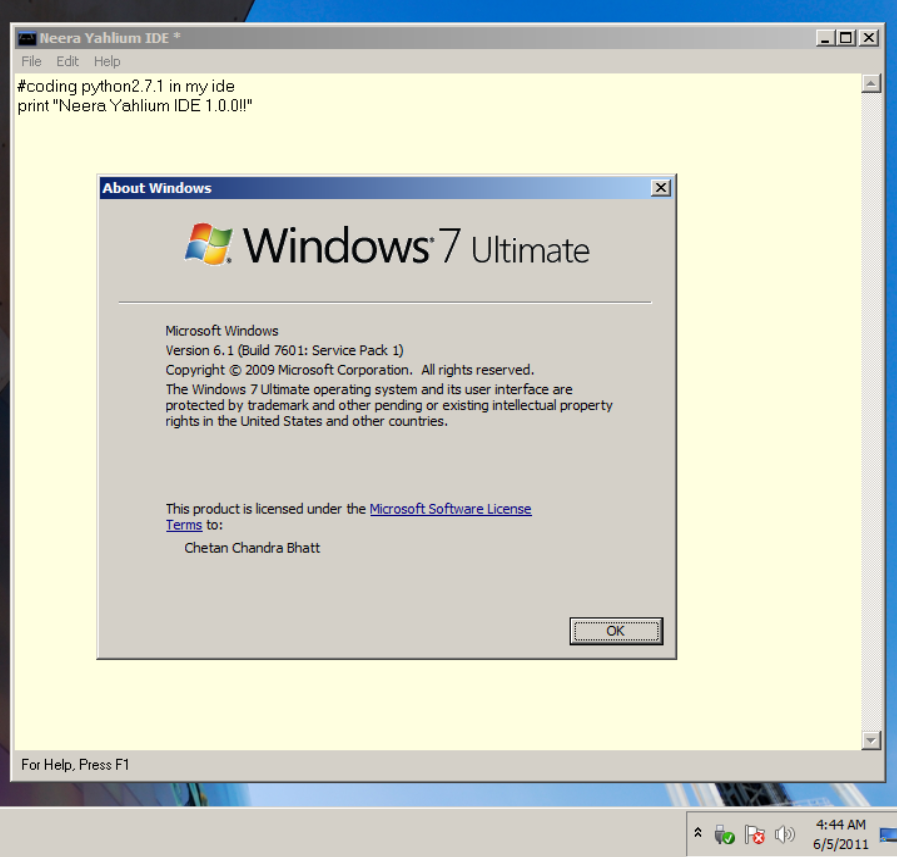 Neera Yahlium IDE *
File Edit Help
#coding python2.7.1 in my ide
print "Neera Yahlium IDE 1.0.0!!"
About Windows
Windows® 7 Ultimate
Microsoft Windows
Version 6.1 (Build 7601: Service Pack 1)
Copyright © 2009 Microsoft Corporation. All rights reserved.
The Windows 7 Ultimate operating system and its user interface are
protected by trademark and other pending or existing intellectual property
rights in the United States and other countries.
This product is licensed under the Microsoft Software License
Terms to:
Chetan Chandra Bhatt
OK
For Help, Press F1
4:44 AM
6/5/2011